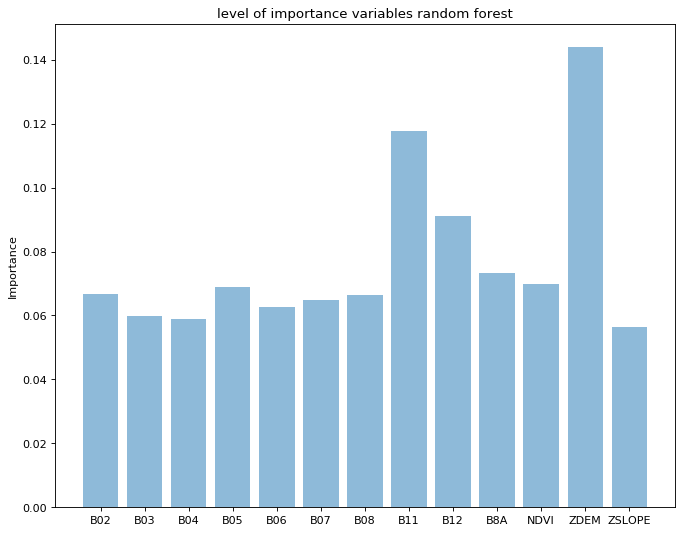 level of importance variables random forest
Importance
0.14
0.12
0.10
0.08
0.06
0.04
0.02
0.00
B02 B03 B04 B05 B06 B07 B08 B11 B12 B8A NDVI ZDEM ZSLOPE